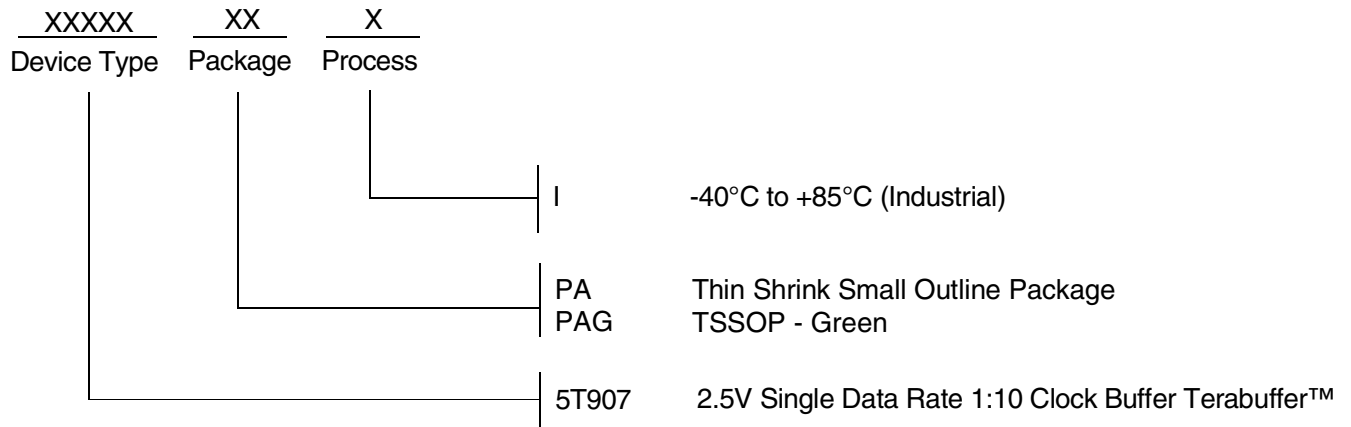 XXXXX XX X
Device Type Package Process
I -40°C to +85°C (Industrial)
PA Thin Shrink Small Outline Package
PAG TSSOP - Green
5T907 2.5V Single Data Rate 1:10 Clock Buffer Terabuffer™